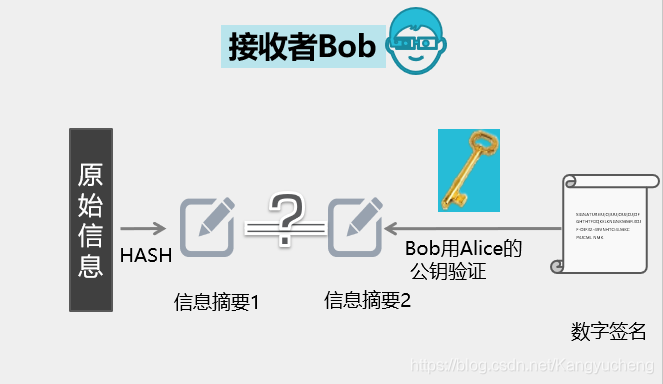 接收者Bob
原始信息
HASH
信息摘要1
?
信息摘要2
Bob用Alice的
公钥验证
数字签名
https://blog.csdn.net/Kangyucheng